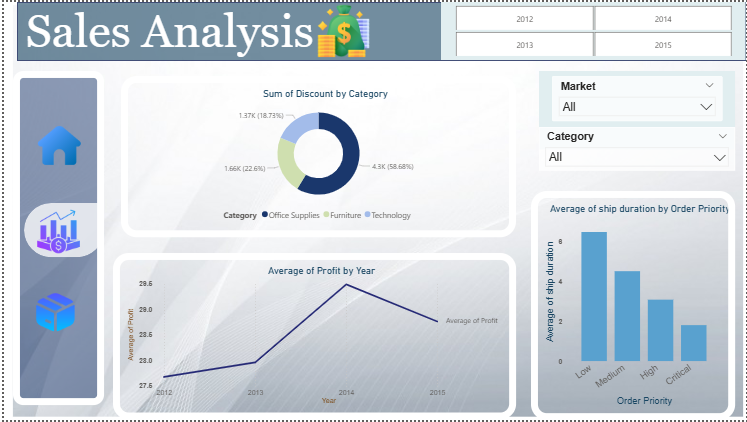 Sales Analysis
2012
2014
2013
2015
Market
All
Category
All
Sum of Discount by Category
1.37K (18.73%)
1.66K (22.6%)
4.3K (58.68%)
Category Office Supplies Furniture Technology
Average of Profit by Year
Average of Profit
29.6
29.0
28.6
28.0
27.6
Average of Profit
2012
2013
2014
2015
Year
Average of ship duration by Order Priority
Average of ship duration
6
4
2
0
Low
Medium
High
Critical
Order Priority